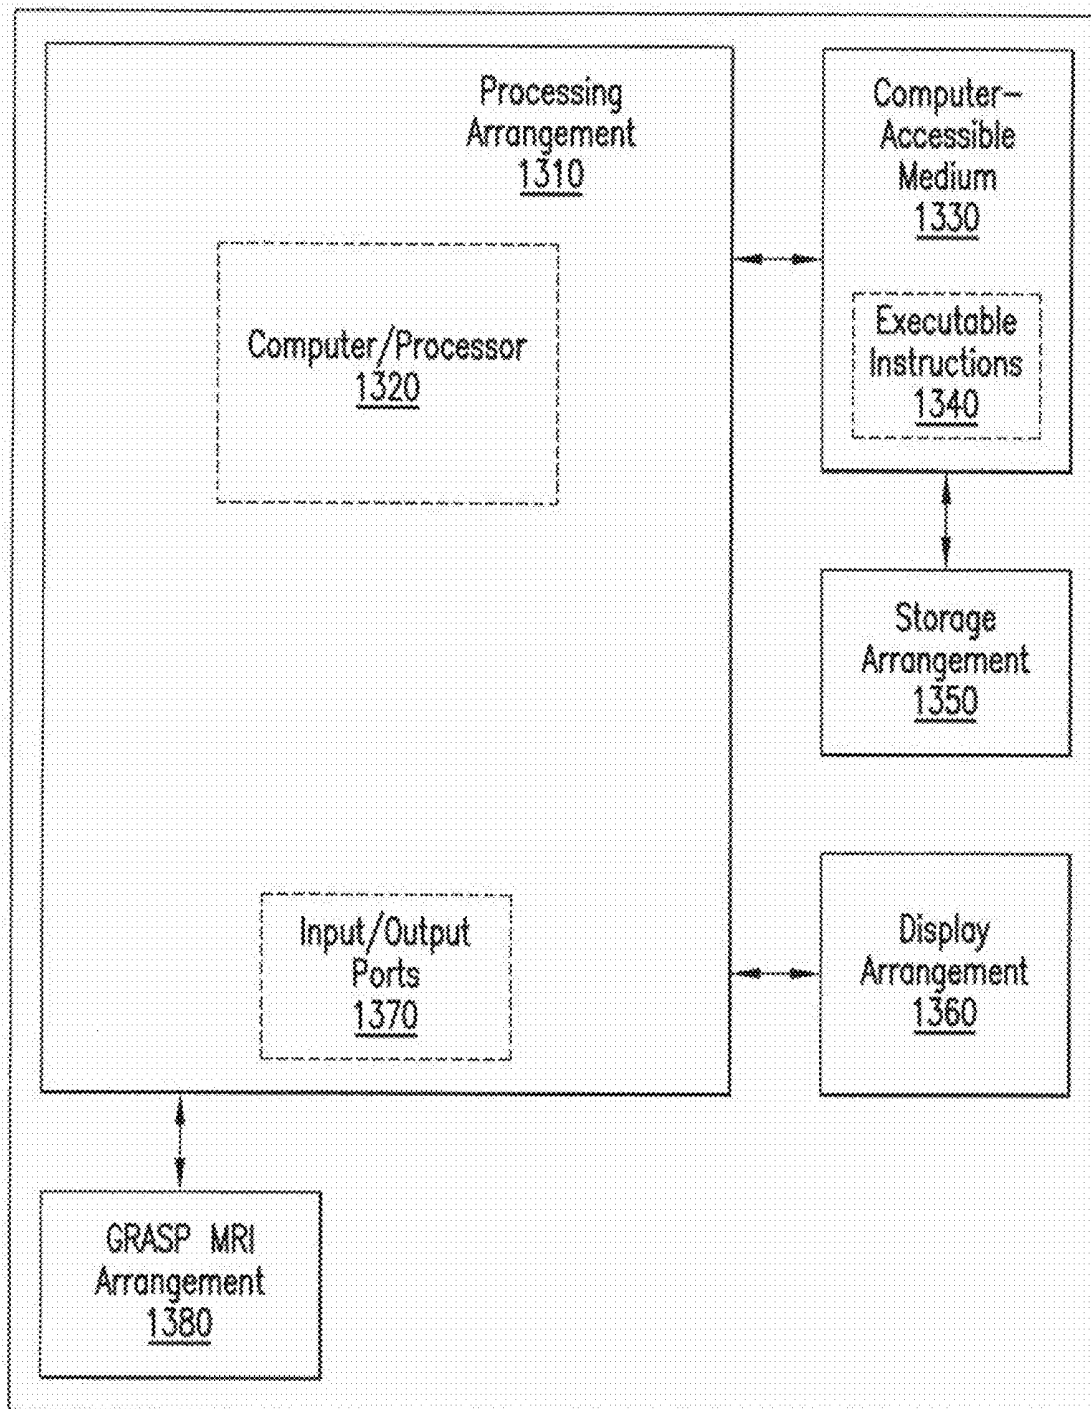 Processing
Arrangement
1310
Computer-
Accessible
Medium
1330
Computer/Processor
1320
Executable
Instructions
1340
Storage
Arrangement
1350
Input/Output
Ports
1370
Display
Arrangement
1360
GRASP MRI
Arrangement
1380